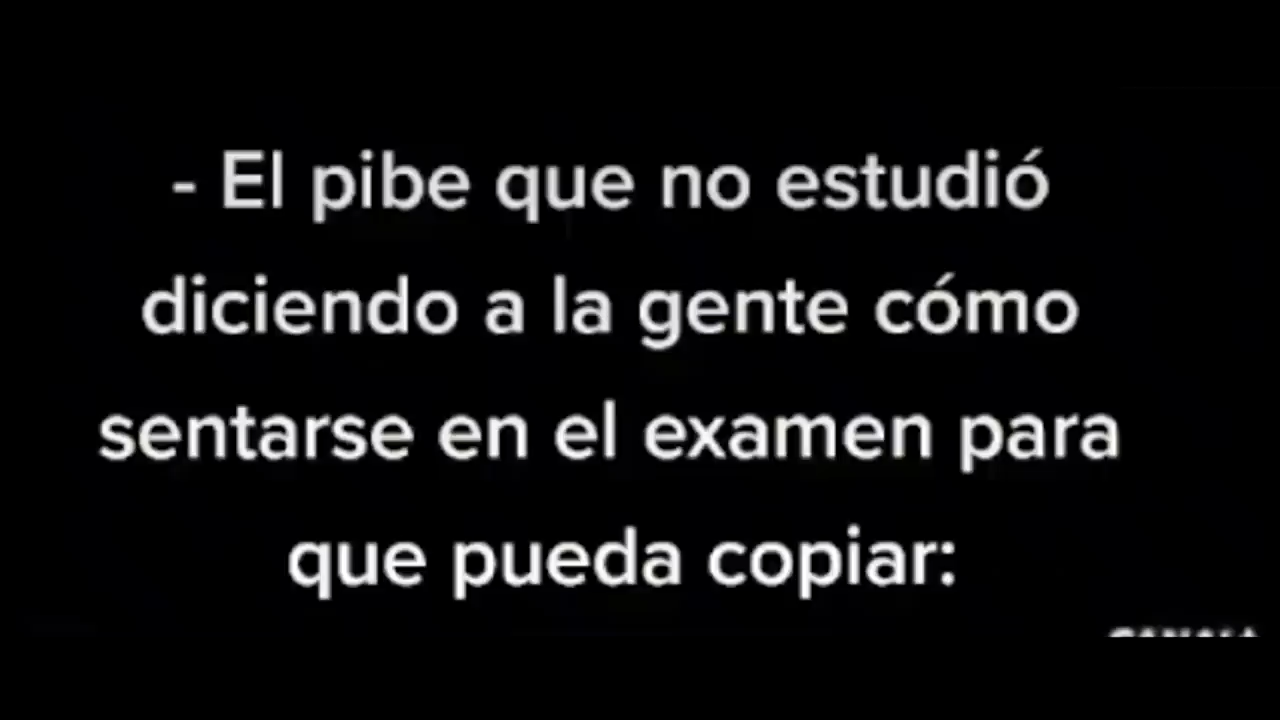 - El pibe que no estudió
diciendo a la gente cómo
sentarse en el examen para
que pueda copiar: